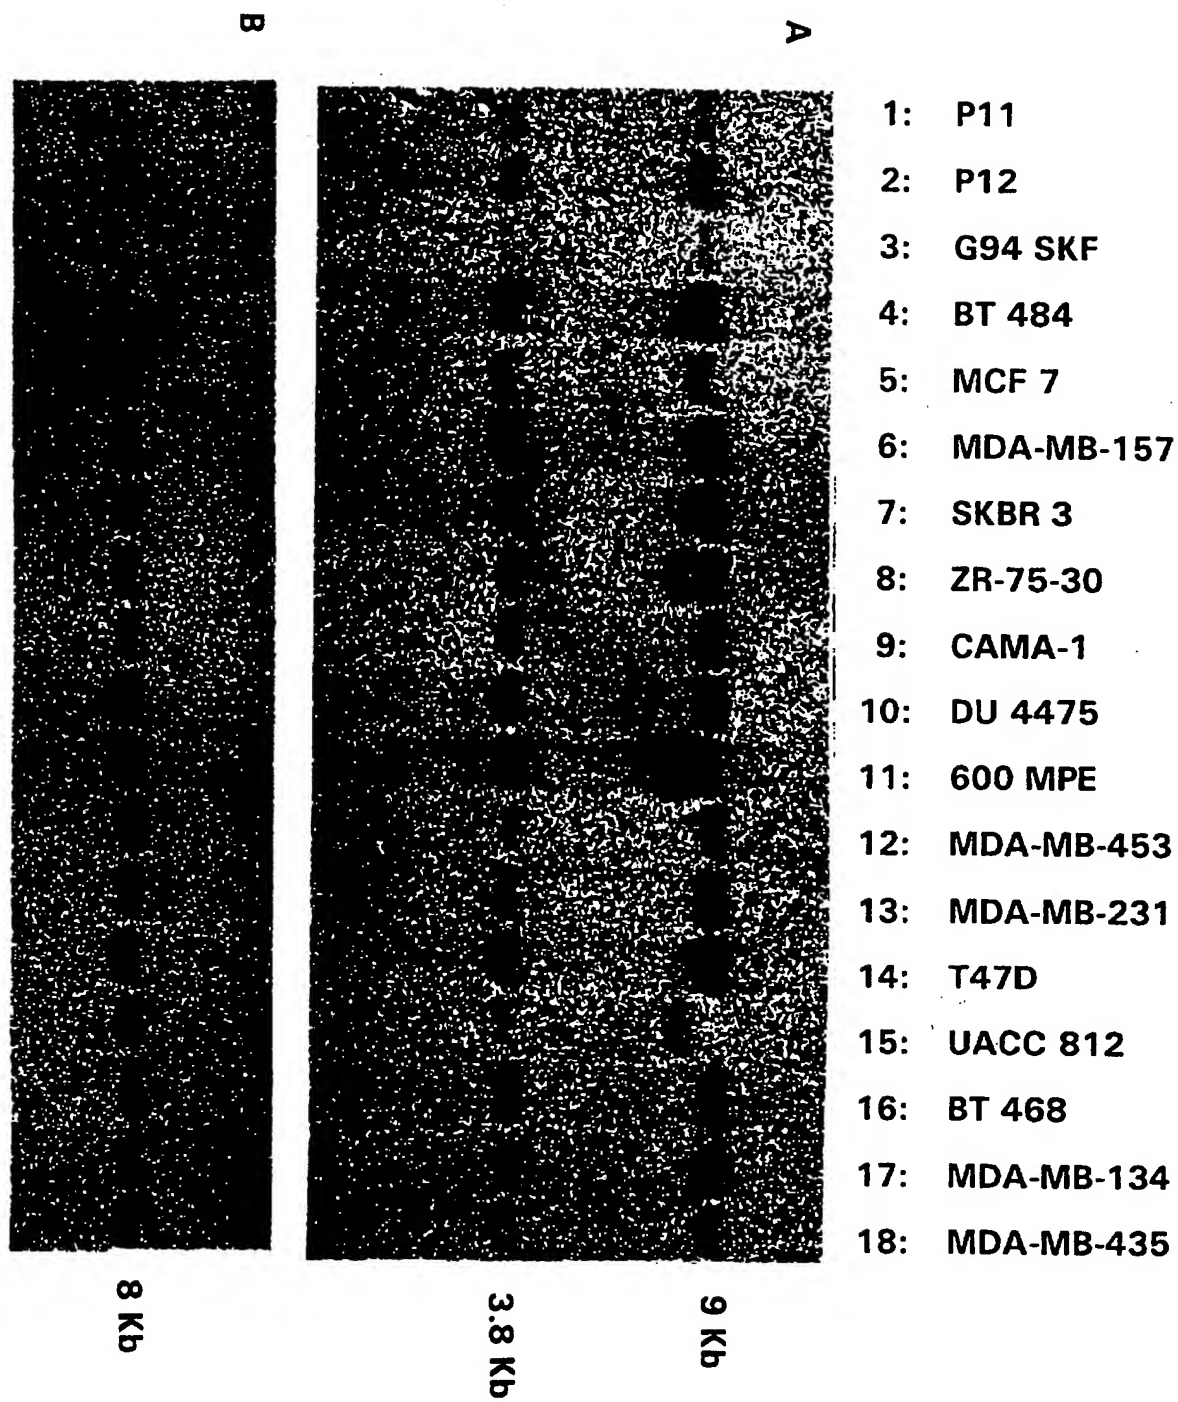 B
A
1: P11
2: P12
3: G94 SKF
4: BT 484
5: MCF 7
6: MDA-MB-157
7: SKBR 3
8: ZR-75-30
9: CAMA-1
10: DU 4475
11: 600 MPE
12: MDA-MB-453
13: MDA-MB-231
14: T47D
15: UACC 812
16: BT 468
17: MDA-MB-134
18: MDA-MB-435
8 Kb
3.8 Kb
9 Kb